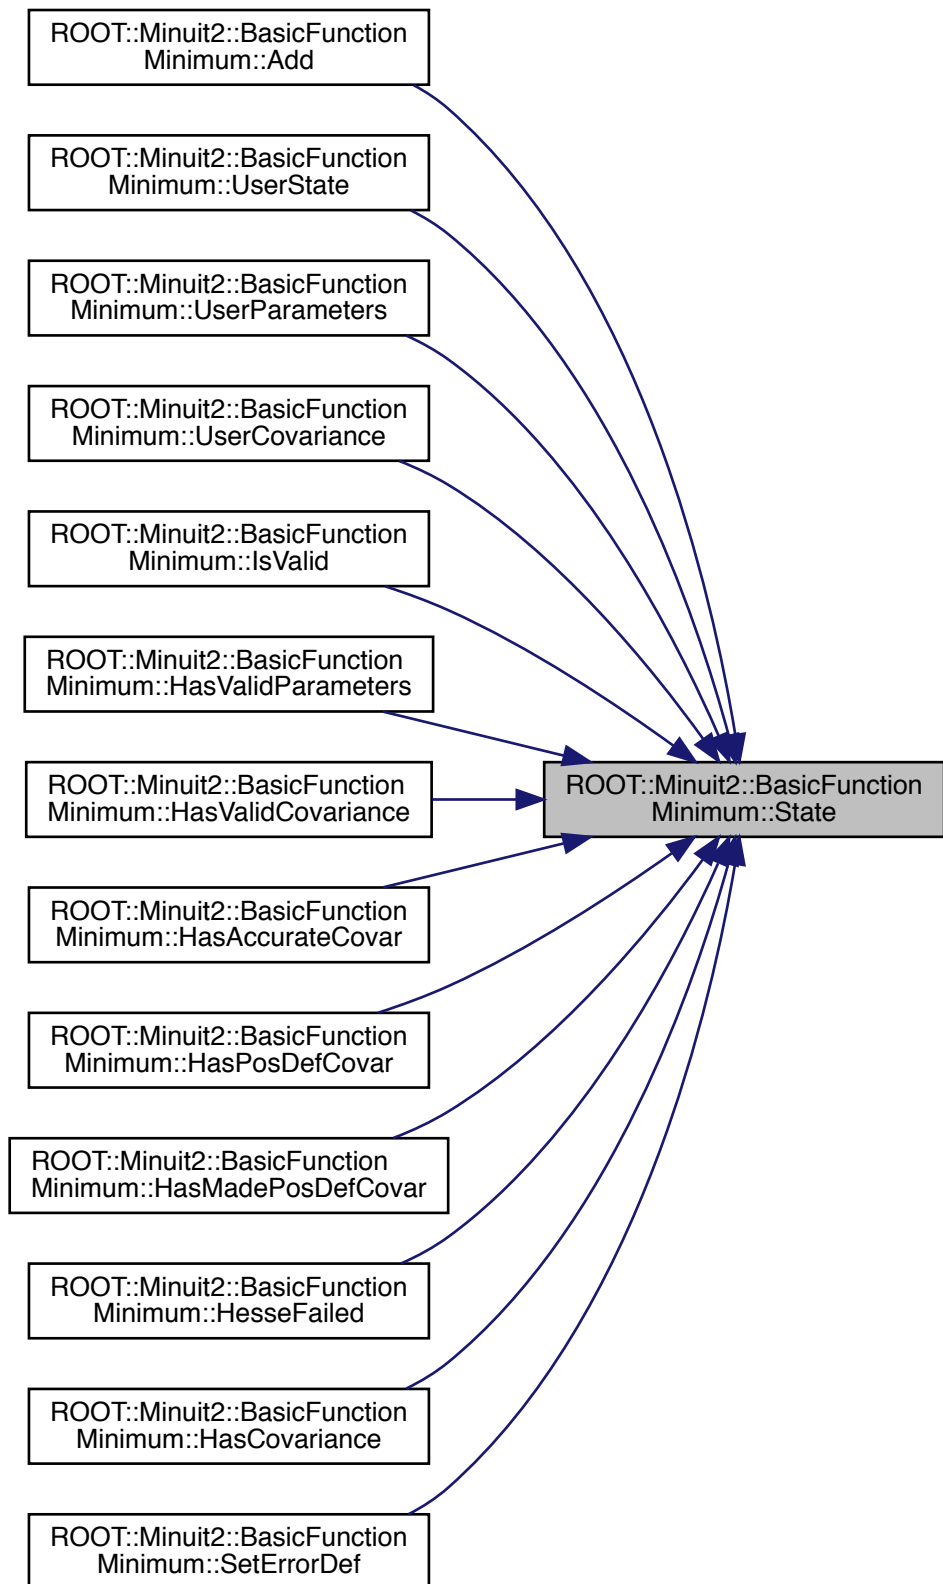 ROOT::Minuit2::BasicFunction
Minimum::Add
ROOT::Minuit2::BasicFunction
Minimum::UserState
ROOT::Minuit2::BasicFunction
Minimum::UserParameters
ROOT::Minuit2::BasicFunction
Minimum::UserCovariance
ROOT::Minuit2::BasicFunction
Minimum::IsValid
ROOT::Minuit2::BasicFunction
Minimum::HasValidParameters
ROOT::Minuit2::BasicFunction
Minimum::HasValidCovariance
ROOT::Minuit2::BasicFunction
Minimum::State
ROOT::Minuit2::BasicFunction
Minimum::HasAccurateCovar
ROOT::Minuit2::BasicFunction
Minimum::HasPosDefCovar
ROOT::Minuit2::BasicFunction
Minimum::HasMadePosDefCovar
ROOT::Minuit2::BasicFunction
Minimum::HesseFailed
ROOT::Minuit2::BasicFunction
Minimum::HasCovariance
ROOT::Minuit2::BasicFunction
Minimum::SetErrorDef